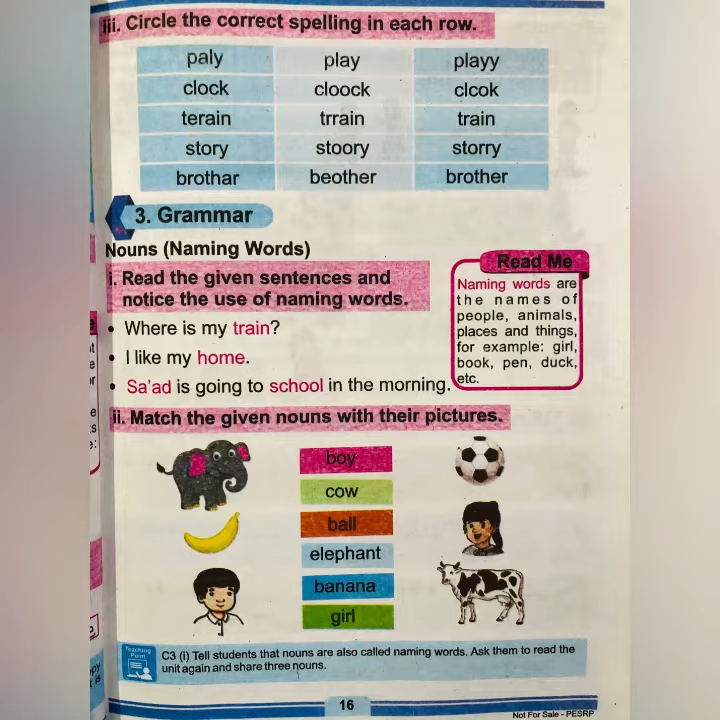 iii. Circle the correct spelling in each row.
paly play playy
clock cloock clcok
terain trrain train
story stoory storry
brothar beother brother
3. Grammar
Nouns (Naming Words)
i. Read the given sentences and
notice the use of naming words.
• Where is my train?
• I like my home.
• Sa'ad is going to school in the morning.
Read Me
Naming words are
the names of
people, animals,
places and things,
for example: girl,
book, pen, duck,
etc.
ii. Match the given nouns with their pictures.
boy
cow
ball
elephant
banana
girl
Teaching
Point
C3 (i) Tell students that nouns are also called naming words. Ask them to read the
unit again and share three nouns.
16
Not For Sale - PESRP